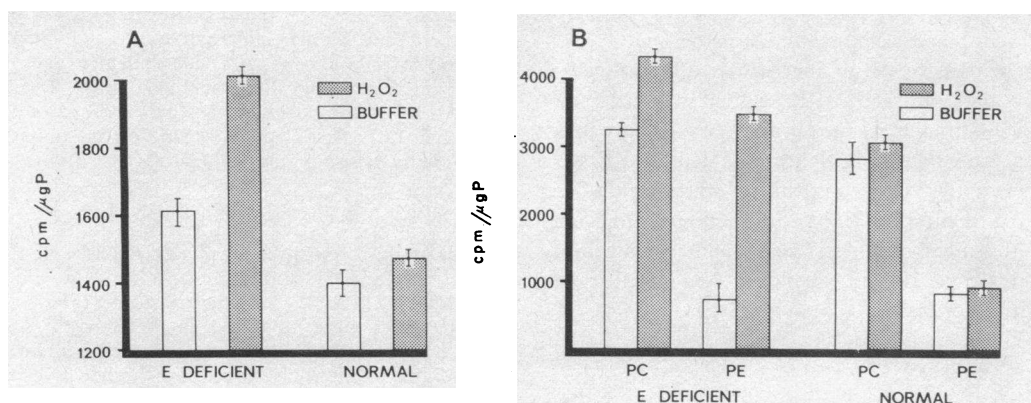 A
2000
1800
1600
1400
1200
cpm/μgP
H₂O₂
BUFFER
E DEFICIENT NORMAL
B
4000
3000
2000
1000
cpm/μgP
H₂O₂
BUFFER
PC PE PC PE
E DEFICIENT NORMAL